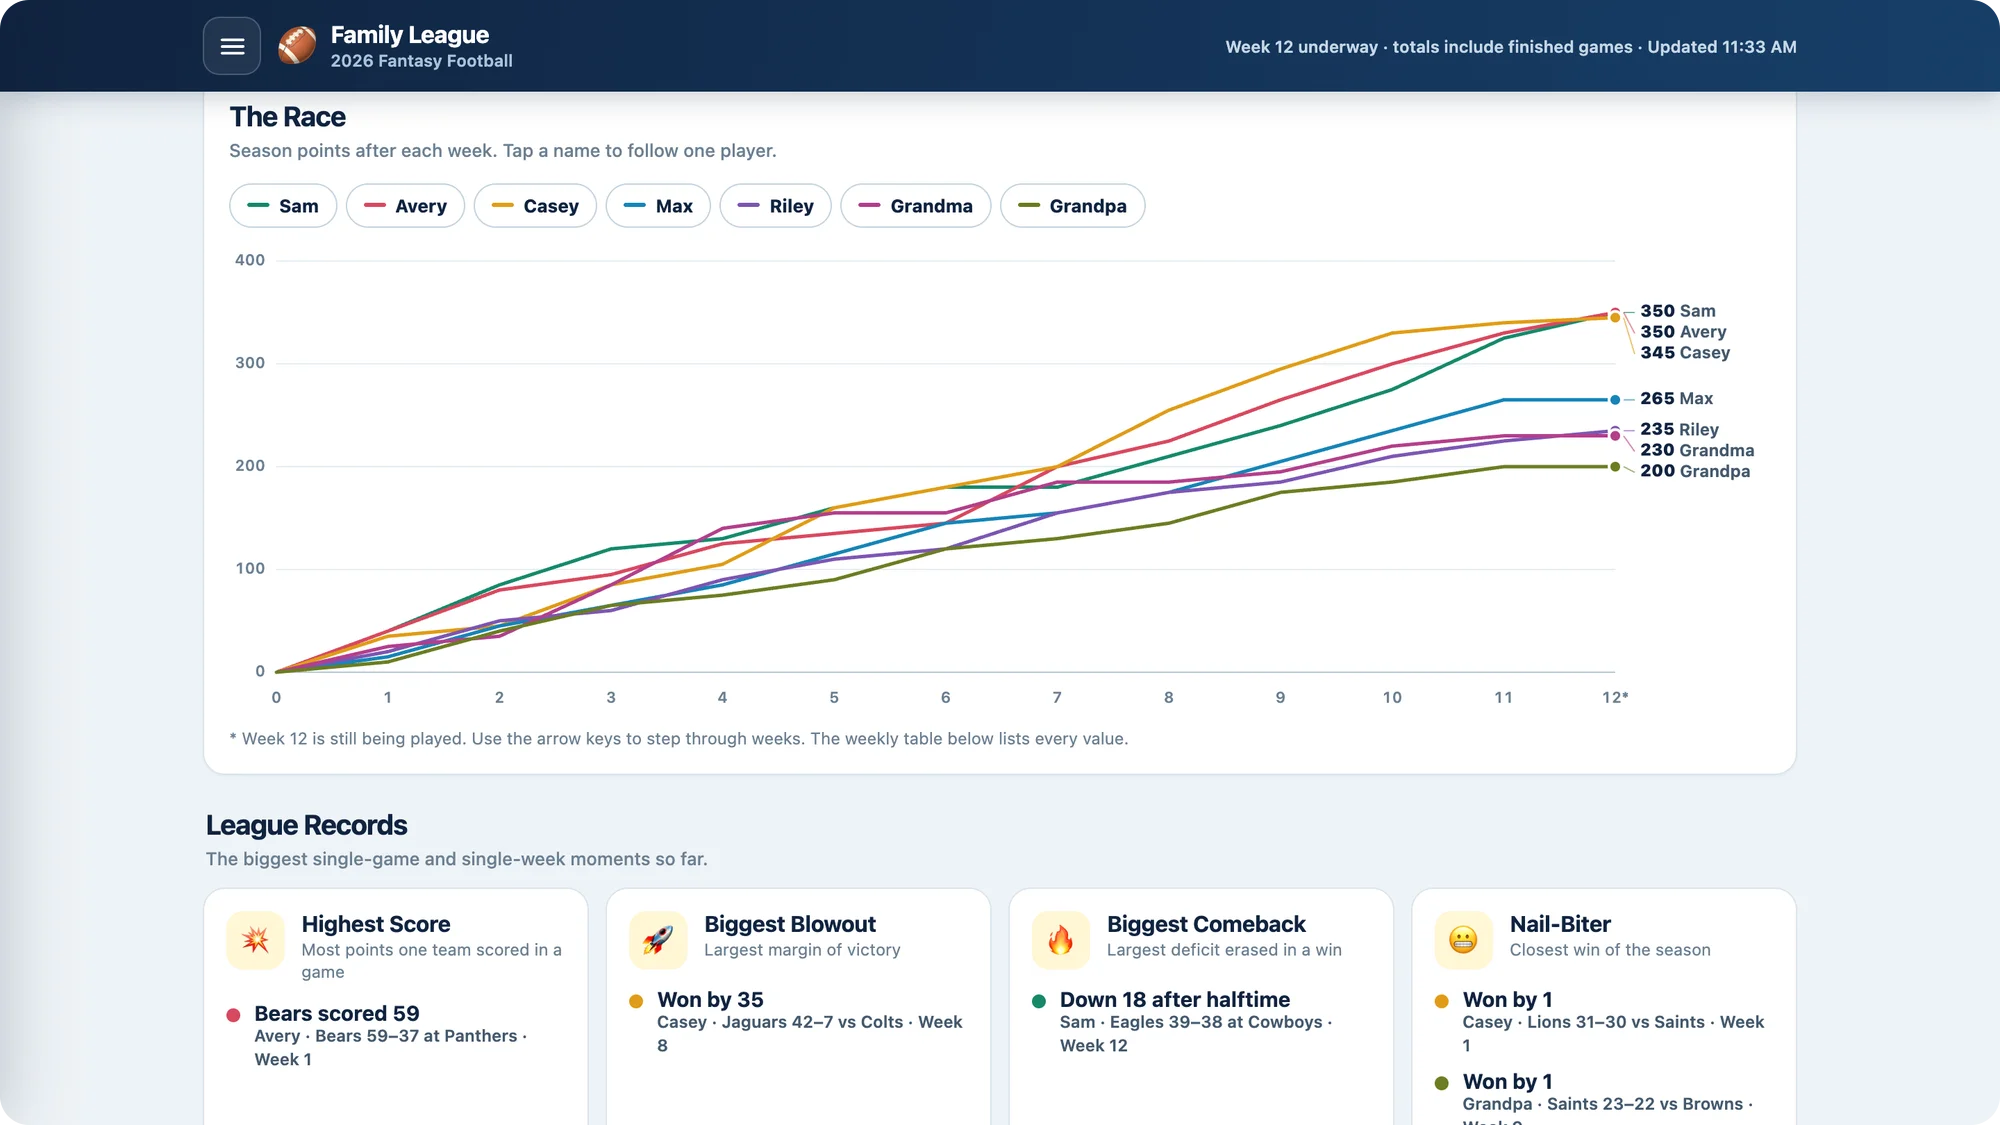 Family League
2026 Fantasy Football
Week 12 underway · totals include finished games · Updated 11:33 AM
The Race
Season points after each week. Tap a name to follow one player.
Sam
Avery
Casey
Max
Riley
Grandma
Grandpa
400
300
200
100
0
350 Sam
350 Avery
345 Casey
265 Max
235 Riley
230 Grandma
200 Grandpa
0 1 2 3 4 5 6 7 8 9 10 11 12*
* Week 12 is still being played. Use the arrow keys to step through weeks. The weekly table below lists every value.
League Records
The biggest single-game and single-week moments so far.
Highest Score
Most points one team scored in a
game
Bears scored 59
Avery · Bears 59–37 at Panthers ·
Week 1
Biggest Blowout
Largest margin of victory
Won by 35
Casey · Jaguars 42–7 vs Colts · Week
8
Biggest Comeback
Largest deficit erased in a win
Down 18 after halftime
Sam · Eagles 39–38 at Cowboys ·
Week 12
Nail-Biter
Closest win of the season
Won by 1
Casey · Lions 31–30 vs Saints · Week
1
Won by 1
Grandpa · Saints 23–22 vs Browns ·